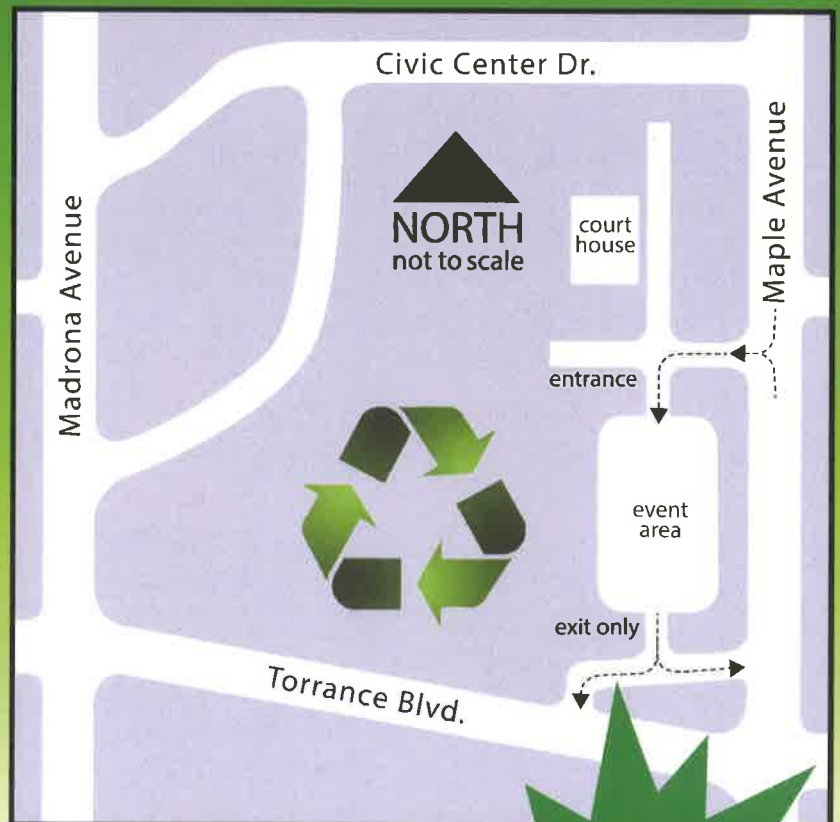 Civic Center Dr.
Madrona Avenue
Maple Avenue
NORTH
not to scale
court
house
entrance
event
area
exit only
Torrance Blvd.